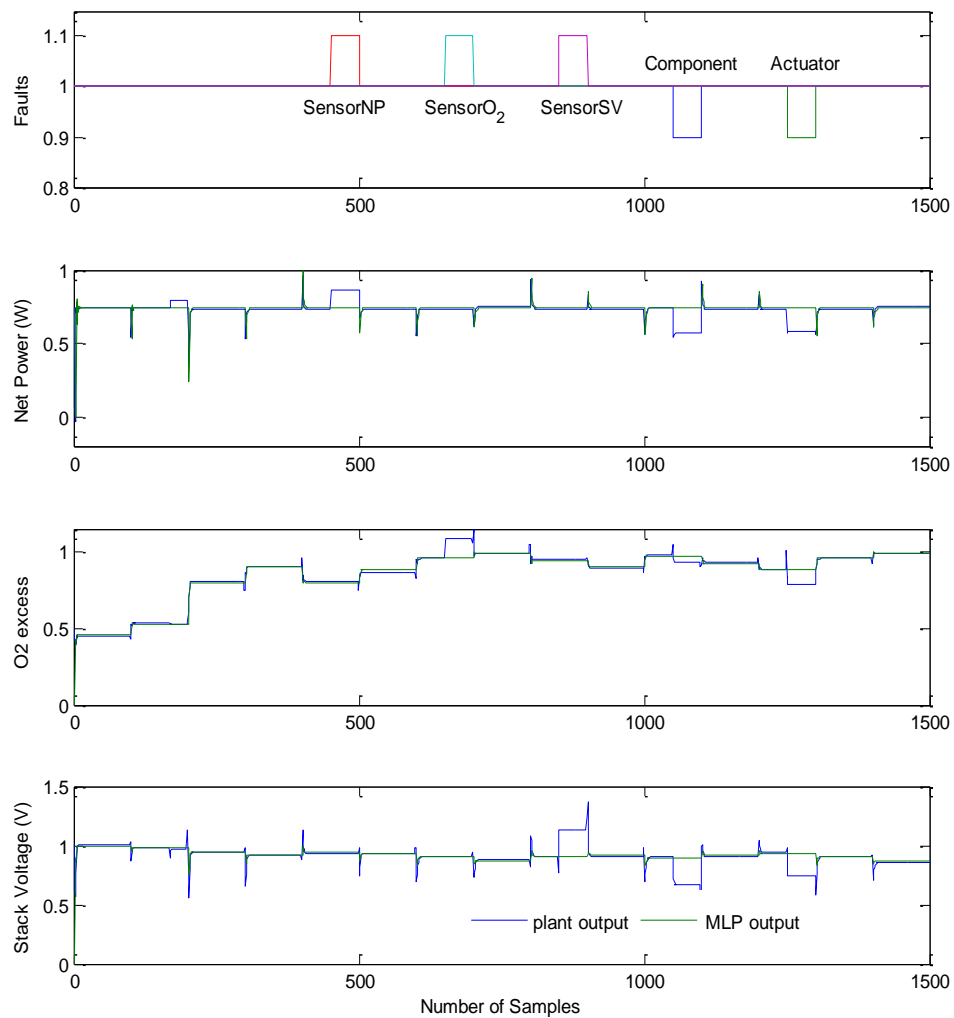 1.1
Component
Actuator
1
Faults
SensorNP
SensorO2
SensorSV
0.9
0.8
0
500
1000
1500
1
0.5
0
Net Power (W)
0
500
1000
1500
1
0.5
0
O2 excess
0
500
1000
1500
1.5
1
0.5
0
Stack Voltage (V)
plant output
MLP output
0
500
1000
1500
Number of Samples